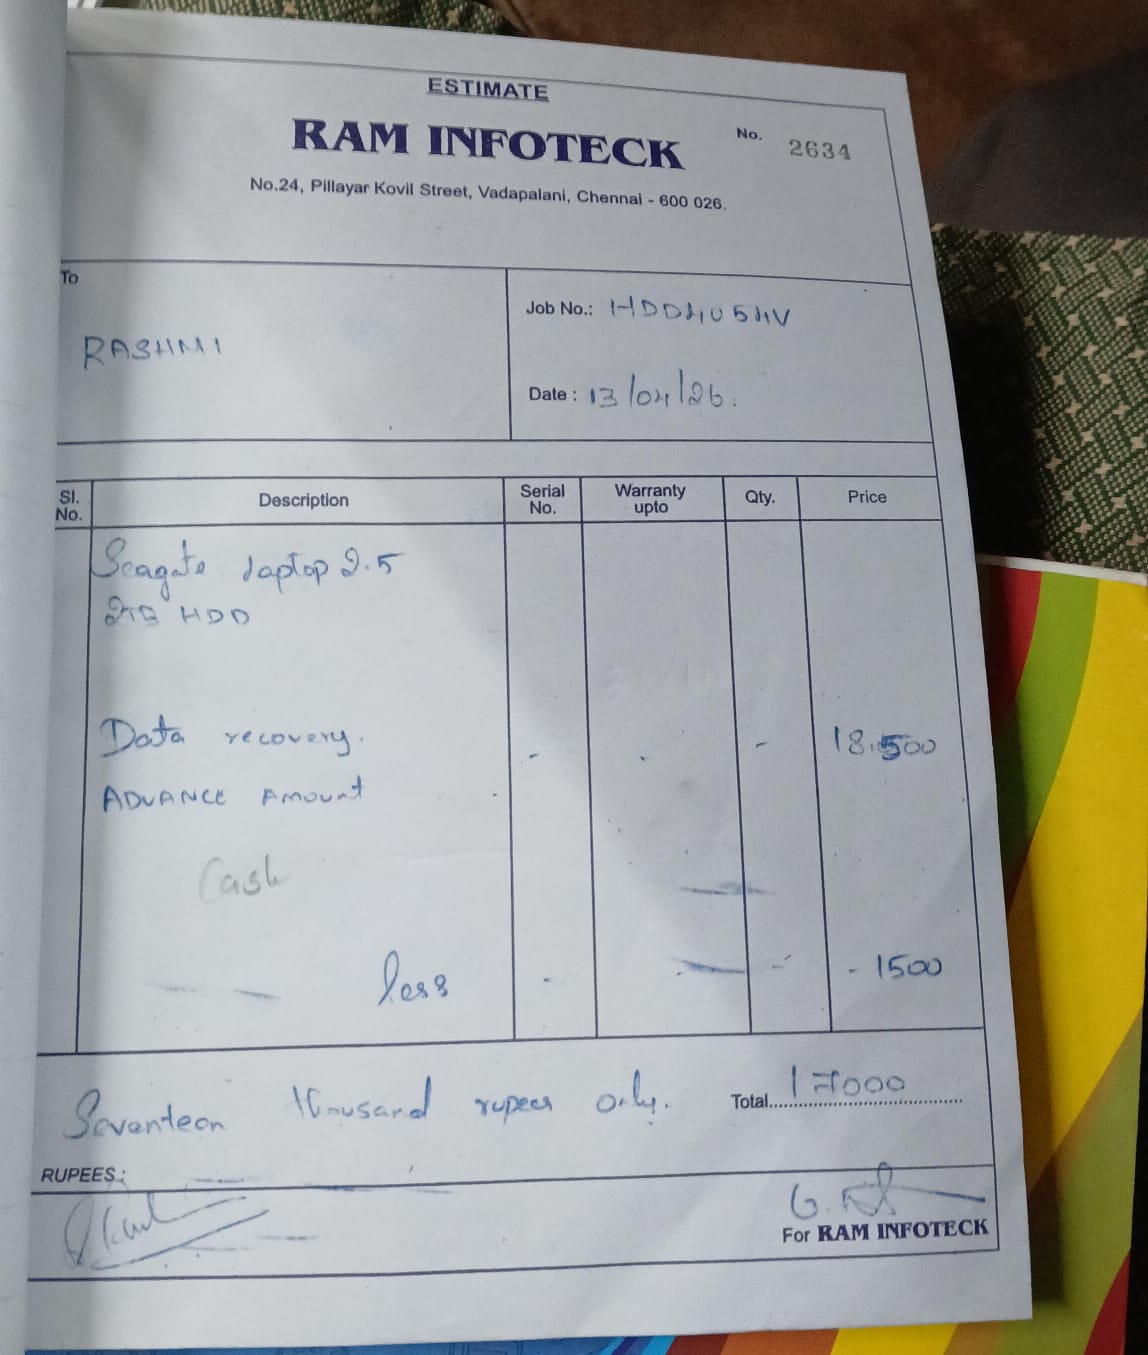 ESTIMATE
RAM INFOTECK
No. 2634
No.24, Pillayar Kovil Street, Vadapalani, Chennai - 600 026.
To
RASHMI
Job No.: HDD4054V
Date : 13/04/26.
Sl. No. Description Serial No. Warranty upto Qty. Price
Seagate laptop 2.5
2TB HDD
Data recovery. - - 18,500
ADVANCE Amount
Cash
less - - - 1500
Seventeen thousand rupees only. Total 17000
RUPEES:
For RAM INFOTECK